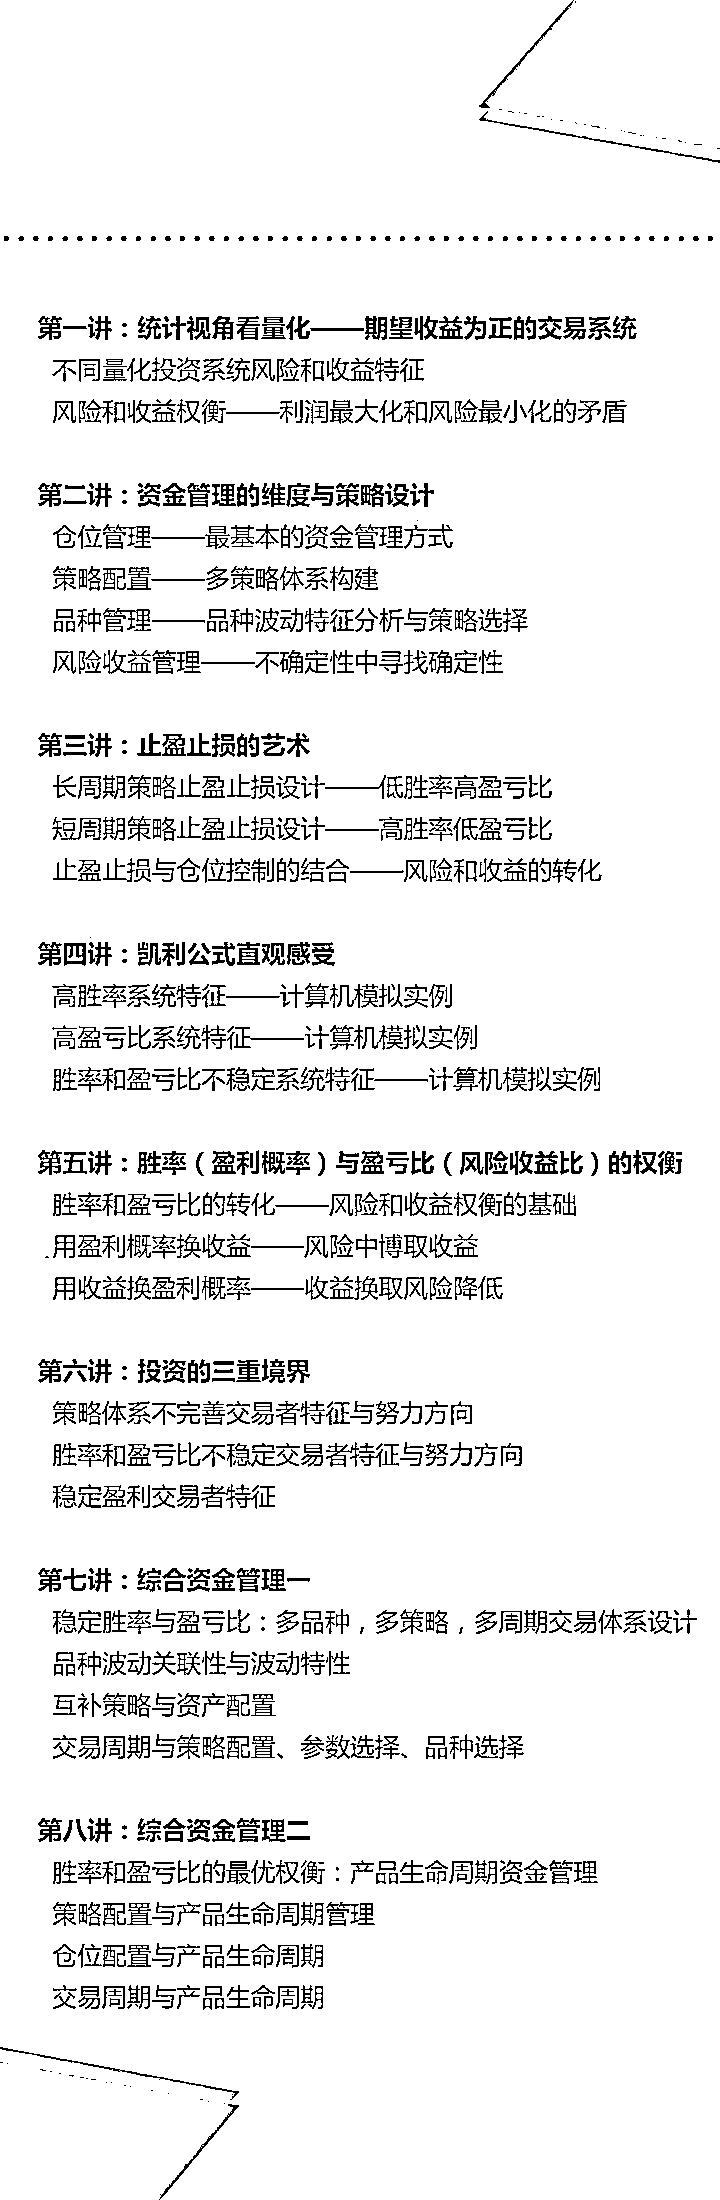 第一讲：统计视角看量化——期望收益为正的交易系统
不同量化投资系统风险和收益特征
风险和收益权衡——利润最大化和风险最小化的矛盾
第二讲：资金管理的维度与策略设计
仓位管理——最基本的资金管理方式
策略配置——多策略体系构建
品种管理——品种波动特征分析与策略选择
风险收益管理——不确定性中寻找确定性
第三讲：止盈止损的艺术
长周期策略止盈止损设计——低胜率高盈亏比
短周期策略止盈止损设计——高胜率低盈亏比
止盈止损与仓位控制的结合——风险和收益的转化
第四讲：凯利公式直观感受
高胜率系统特征——计算机模拟实例
高盈亏比系统特征——计算机模拟实例
胜率和盈亏比不稳定系统特征——计算机模拟实例
第五讲：胜率（盈利概率）与盈亏比（风险收益比）的权衡
胜率和盈亏比的转化——风险和收益权衡的基础
用盈利概率换收益——风险中博取收益
用收益换盈利概率——收益换取风险降低
第六讲：投资的三重境界
策略体系不完善交易者特征与努力方向
胜率和盈亏比不稳定交易者特征与努力方向
稳定盈利交易者特征
第七讲：综合资金管理一
稳定胜率与盈亏比：多品种，多策略，多周期交易体系设计
品种波动关联性与波动特性
互补策略与资产配置
交易周期与策略配置、参数选择、品种选择
第八讲：综合资金管理二
胜率和盈亏比的最优权衡：产品生命周期资金管理
策略配置与产品生命周期管理
仓位配置与产品生命周期
交易周期与产品生命周期